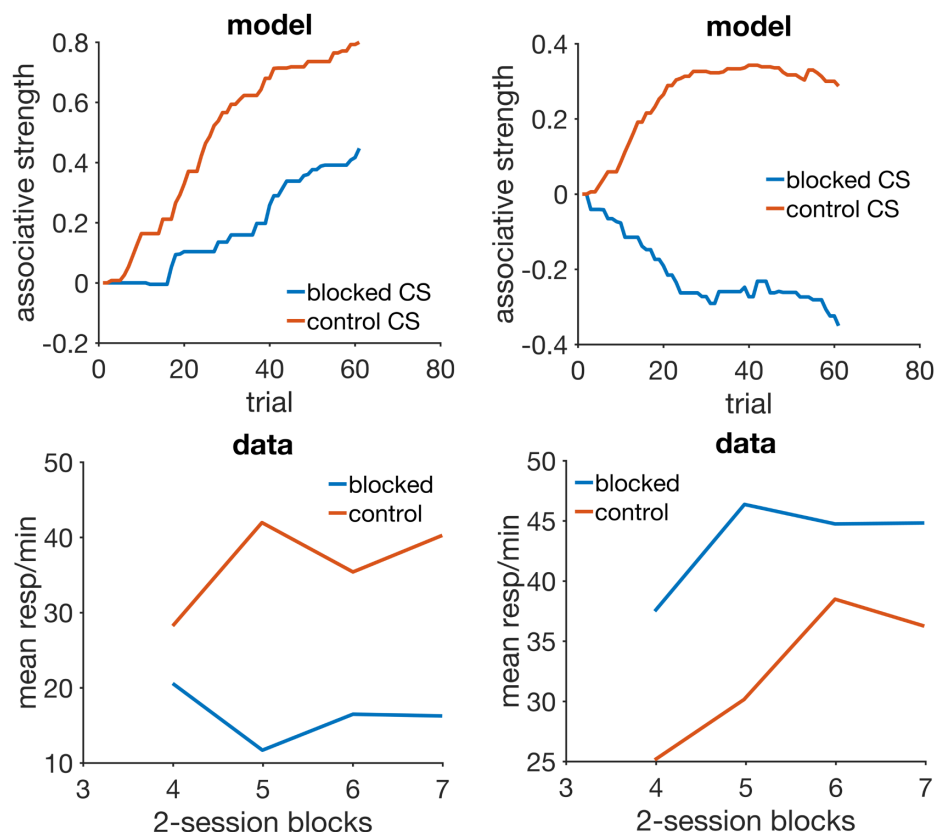 model
associative strength
0.8
0.6
0.4
0.2
0
-0.2
blocked CS
control CS
0 20 40 60 80
trial
model
associative strength
0.4
0.2
0
-0.2
-0.4
blocked CS
control CS
0 20 40 60 80
trial
data
mean resp/min
50
40
30
20
10
blocked
control
3 4 5 6 7
2-session blocks
data
mean resp/min
50
45
40
35
30
25
blocked
control
3 4 5 6 7
2-session blocks